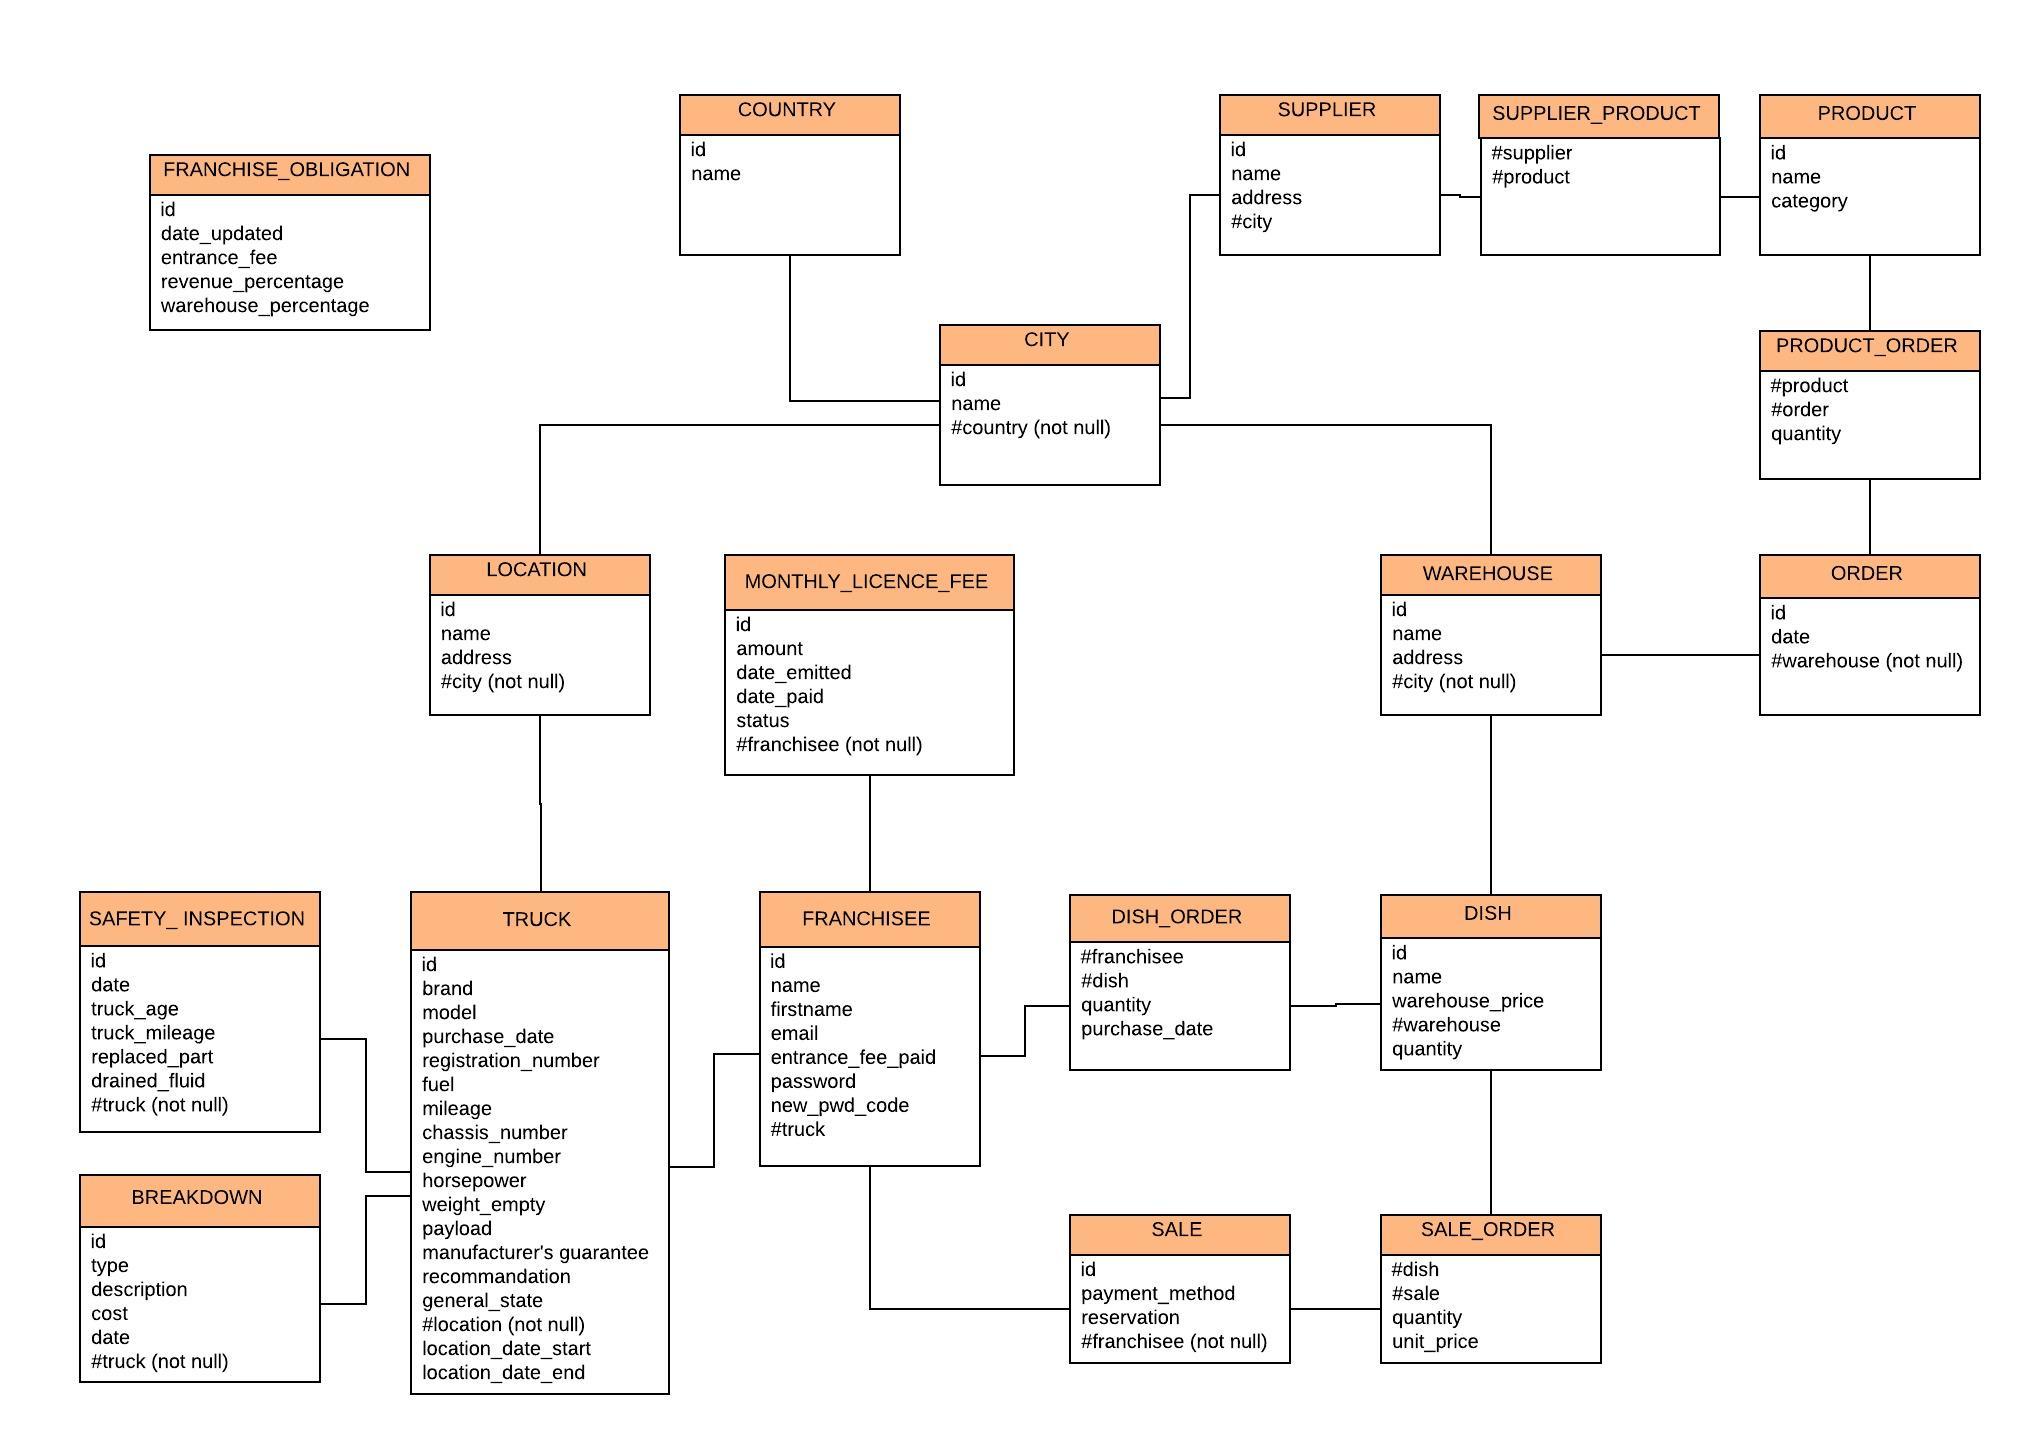 COUNTRY
id
name
SUPPLIER
id
name
address
#city
SUPPLIER_PRODUCT
#supplier
#product
PRODUCT
id
name
category
FRANCHISE_OBLIGATION
id
date_updated
entrance_fee
revenue_percentage
warehouse_percentage
CITY
id
name
#country (not null)
PRODUCT_ORDER
#product
#order
quantity
LOCATION
id
name
address
#city (not null)
MONTHLY_LICENCE_FEE
id
amount
date_emitted
date_paid
status
#franchisee (not null)
WAREHOUSE
id
name
address
#city (not null)
ORDER
id
date
#warehouse (not null)
SAFETY_ INSPECTION
id
date
truck_age
truck_mileage
replaced_part
drained_fluid
#truck (not null)
TRUCK
id
brand
model
purchase_date
registration_number
fuel
mileage
chassis_number
engine_number
horsepower
weight_empty
payload
manufacturer's guarantee
recommandation
general_state
#location (not null)
location_date_start
location_date_end
FRANCHISEE
id
name
firstname
email
entrance_fee_paid
password
new_pwd_code
#truck
DISH_ORDER
#franchisee
#dish
quantity
purchase_date
DISH
id
name
warehouse_price
#warehouse
quantity
BREAKDOWN
id
type
description
cost
date
#truck (not null)
SALE
id
payment_method
reservation
#franchisee (not null)
SALE_ORDER
#dish
#sale
quantity
unit_price